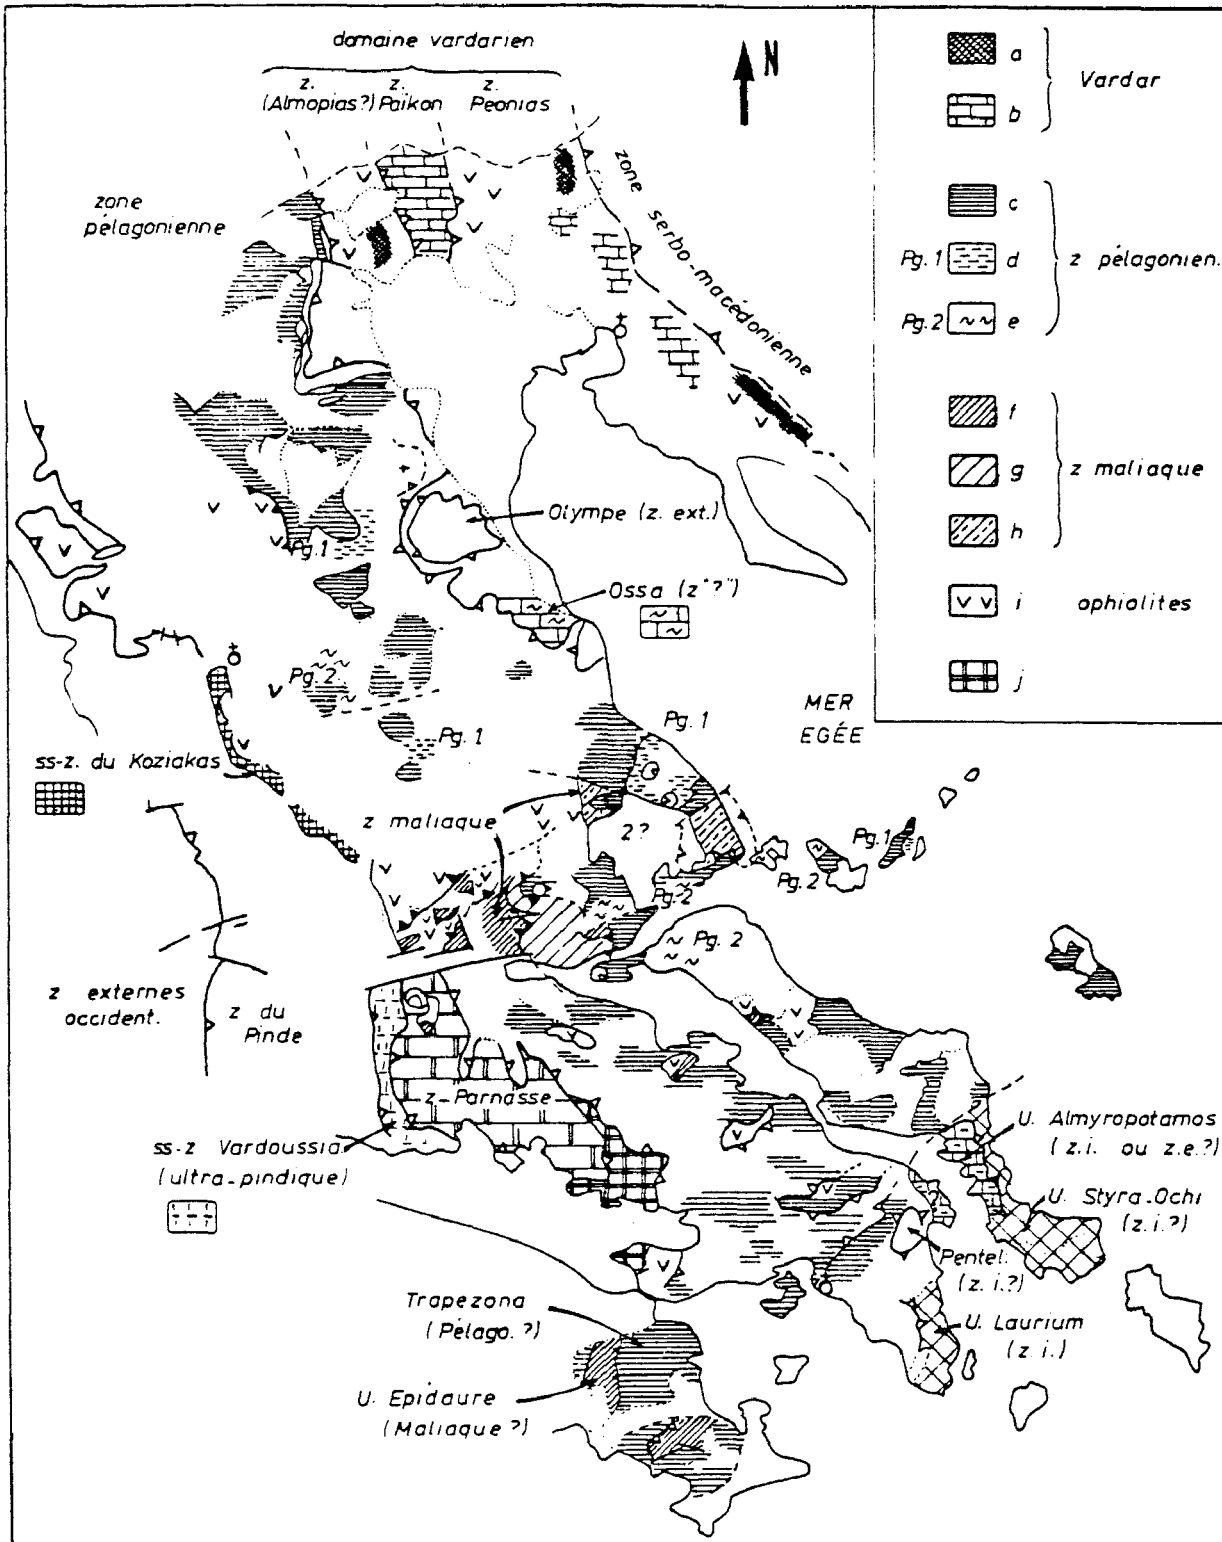 domaine vardarien
z. z. z.
(Almopias?) Païkon Peonias
N
zone
pélagonienne
zone serbo-macédonienne
a
b
Vardar
c
Pg. 1 d
Pg. 2 e
z pélagonien.
f
g
h
z maliaque
i ophiolites
j
Olympe (z. ext.)
Ossa (z "?")
Pg. 1
Pg. 2
Pg. 1
MER
EGÉE
Pg. 1
ss-z. du Koziakas
z maliaque
2?
Pg. 1
Pg. 2
Pg. 2
Pg. 2
z externes
occident.
z du
Pinde
z-Parnasse
ss-z Vardoussia
(ultra-pindique)
U. Almyropotamos
(z.i. ou z.e.?)
U. Styra-Ochi
(z.i.?)
Pentel.
(z.i.?)
U. Laurium
(z.i.)
Trapezona
(Pélago. ?)
U. Epidaure
(Maliaque ?)